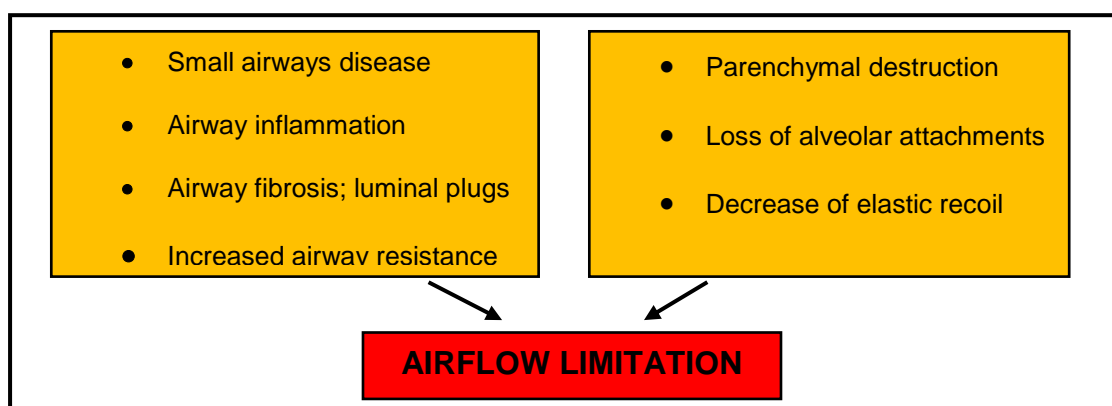 • Small airways disease
• Airway inflammation
• Airway fibrosis; luminal plugs
• Increased airway resistance
• Parenchymal destruction
• Loss of alveolar attachments
• Decrease of elastic recoil
AIRFLOW LIMITATION